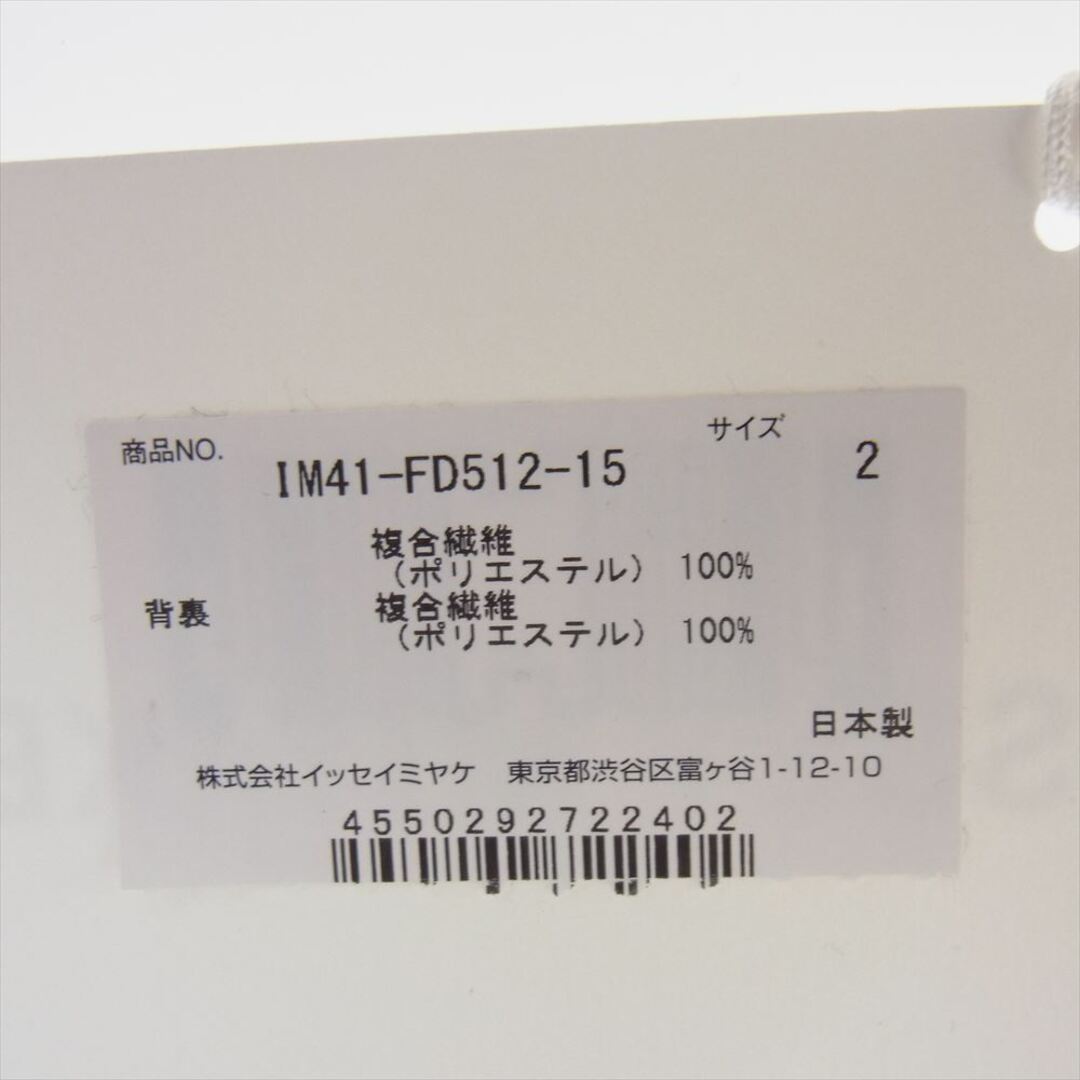 商品NO. IM41-FD512-15 サイズ 2
複合繊維
（ポリエステル） 100%
背裏 複合繊維
（ポリエステル） 100%
日本製
株式会社イッセイミヤケ 東京都渋谷区富ヶ谷1-12-10
4550292722402